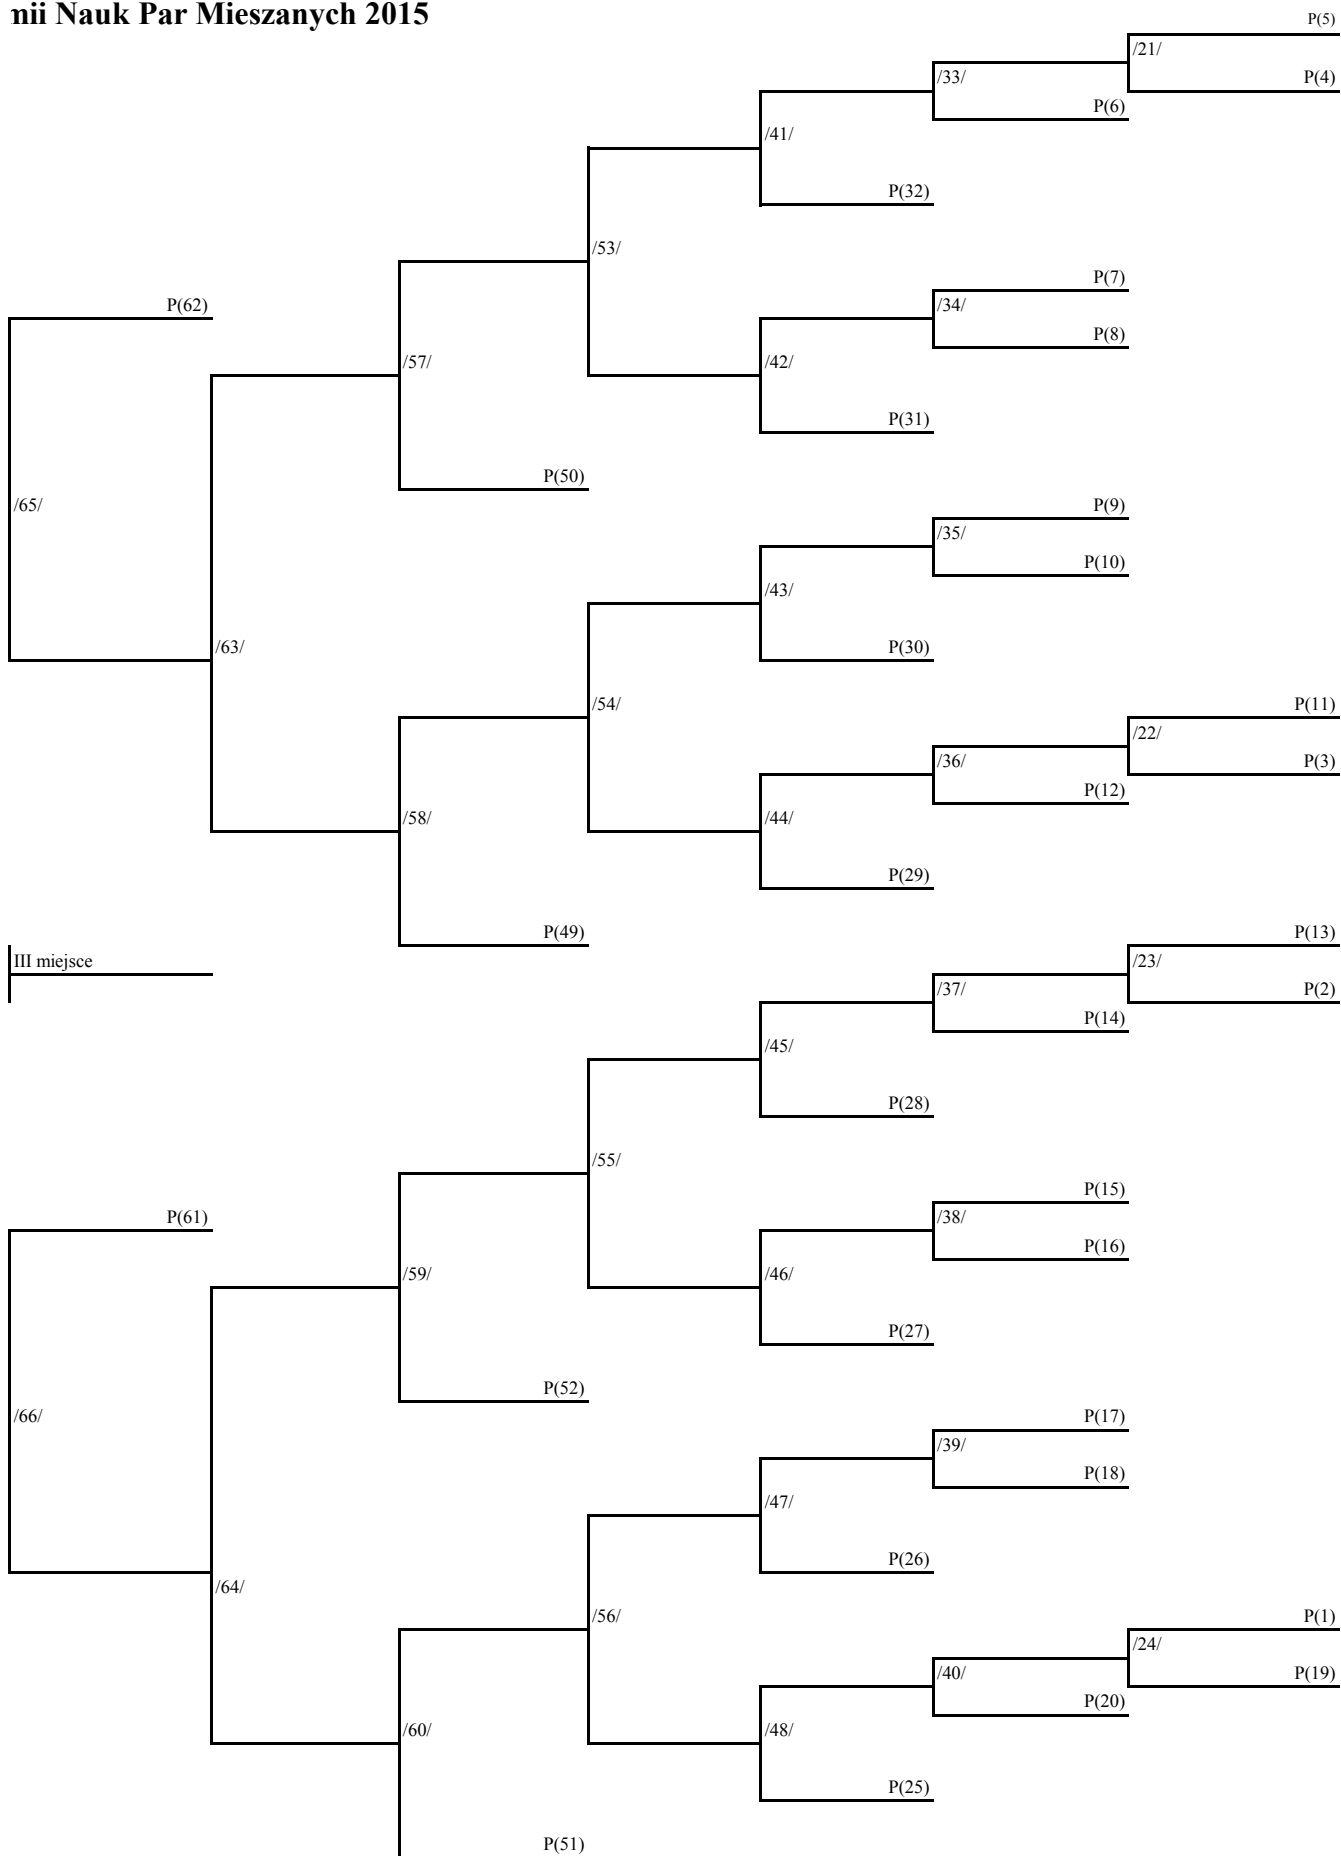 mii Nauk Par Mieszanych 2015
P(5)
/21/
P(4)
/33/
P(6)
/41/
P(32)
/53/
P(7)
/34/
P(8)
P(62)
/57/
/42/
P(31)
P(50)
/65/
P(9)
/35/
P(10)
/43/
P(30)
/63/
/54/
P(11)
/22/
P(3)
/36/
P(12)
/58/
/44/
P(29)
P(49)
III miejsce
P(13)
/23/
P(2)
/37/
P(14)
/45/
P(28)
/55/
P(15)
/38/
P(16)
P(61)
/59/
/46/
P(27)
P(52)
/66/
P(17)
/39/
P(18)
/47/
P(26)
/64/
/56/
P(1)
/24/
P(19)
/40/
P(20)
/60/
/48/
P(25)
P(51)